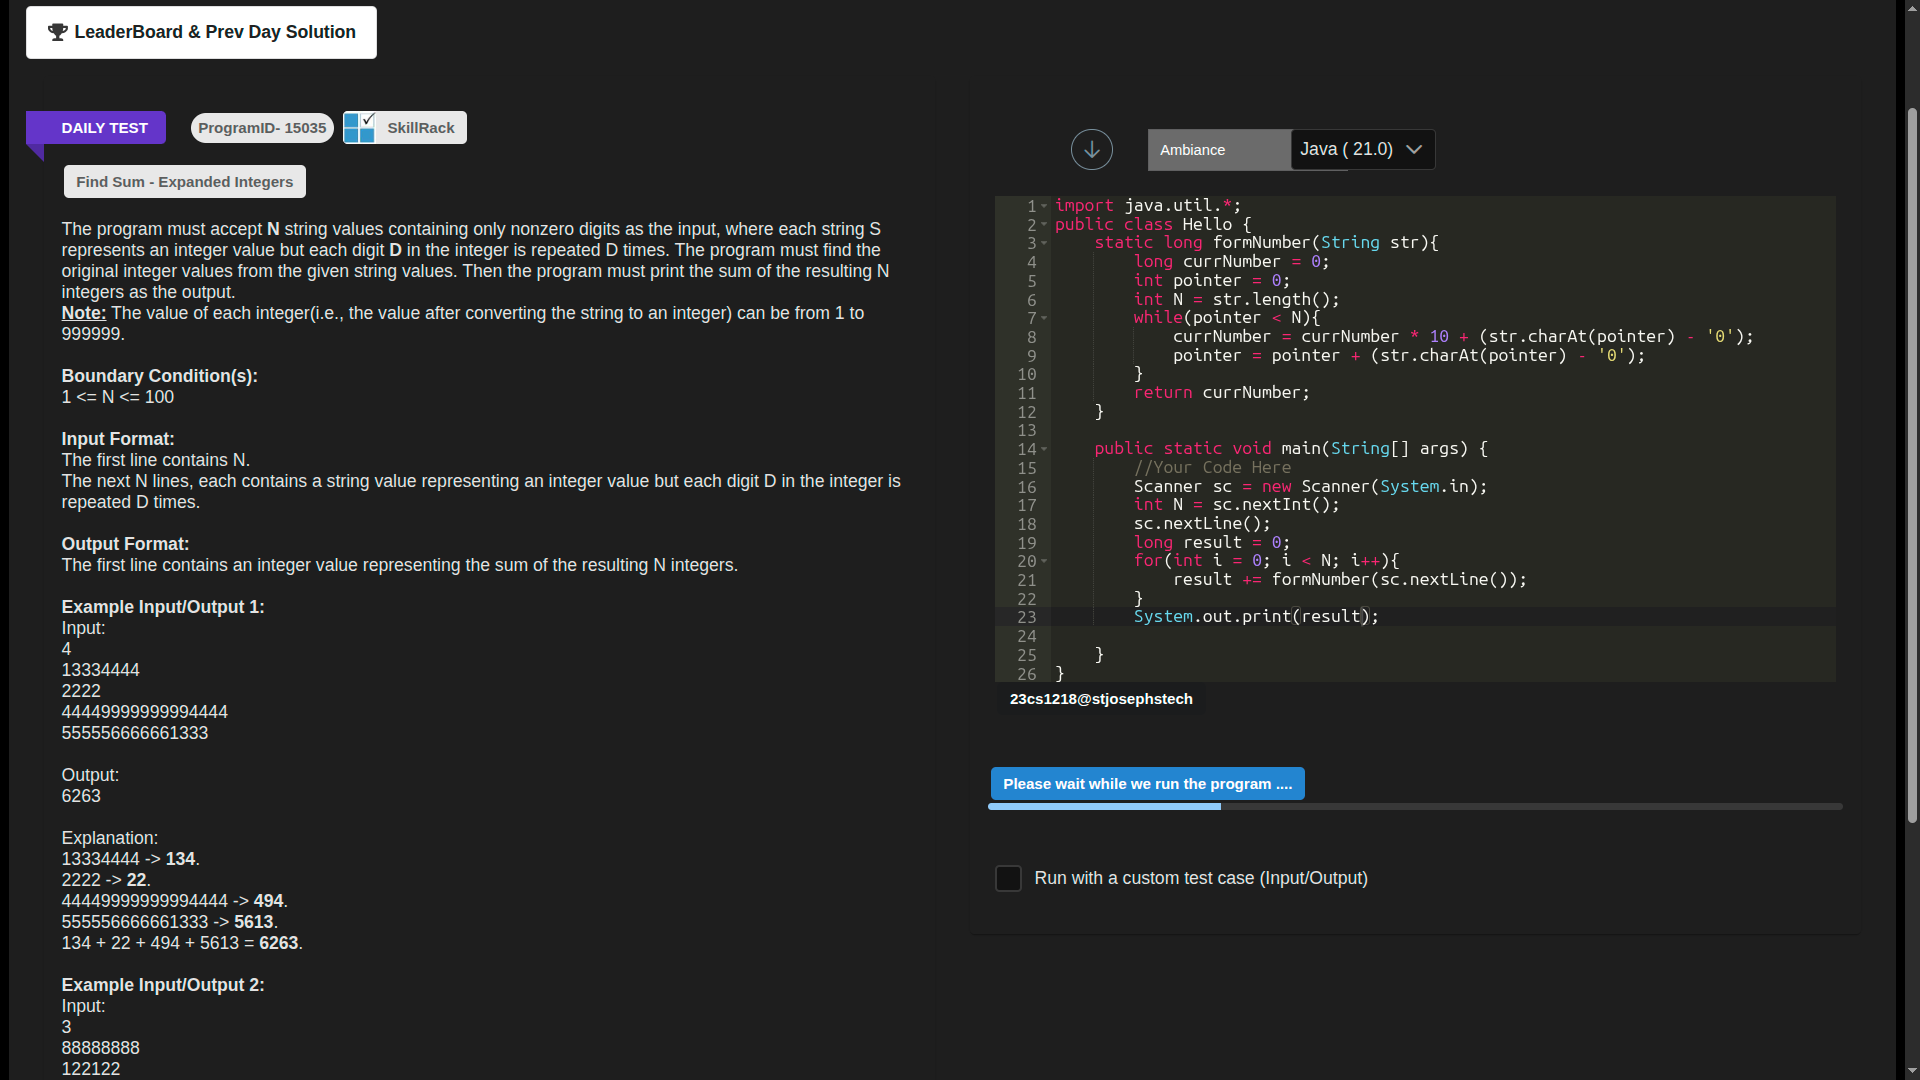 LeaderBoard & Prev Day Solution
DAILY TEST
ProgramID- 15035
SkillRack
Find Sum - Expanded Integers
The program must accept N string values containing only nonzero digits as the input, where each string S
represents an integer value but each digit D in the integer is repeated D times. The program must find the
original integer values from the given string values. Then the program must print the sum of the resulting N
integers as the output.
Note: The value of each integer(i.e., the value after converting the string to an integer) can be from 1 to
999999.
Boundary Condition(s):
1 <= N <= 100
Input Format:
The first line contains N.
The next N lines, each contains a string value representing an integer value but each digit D in the integer is
repeated D times.
Output Format:
The first line contains an integer value representing the sum of the resulting N integers.
Example Input/Output 1:
Input:
4
13334444
2222
44449999999994444
555556666661333
Output:
6263
Explanation:
13334444 -> 134.
2222 -> 22.
44449999999994444 -> 494.
555556666661333 -> 5613.
134 + 22 + 494 + 5613 = 6263.
Example Input/Output 2:
Input:
3
88888888
122122
Ambiance
Java ( 21.0)
1 import java.util.*;
2 public class Hello {
3     static long formNumber(String str){
4         long currNumber = 0;
5         int pointer = 0;
6         int N = str.length();
7         while(pointer < N){
8             currNumber = currNumber * 10 + (str.charAt(pointer) - '0');
9             pointer = pointer + (str.charAt(pointer) - '0');
10         }
11         return currNumber;
12     }
13
14     public static void main(String[] args) {
15         //Your Code Here
16         Scanner sc = new Scanner(System.in);
17         int N = sc.nextInt();
18         sc.nextLine();
19         long result = 0;
20         for(int i = 0; i < N; i++){
21             result += formNumber(sc.nextLine());
22         }
23         System.out.print(result);
24
25     }
26 }
23cs1218@stjosephstech
Please wait while we run the program ....
Run with a custom test case (Input/Output)